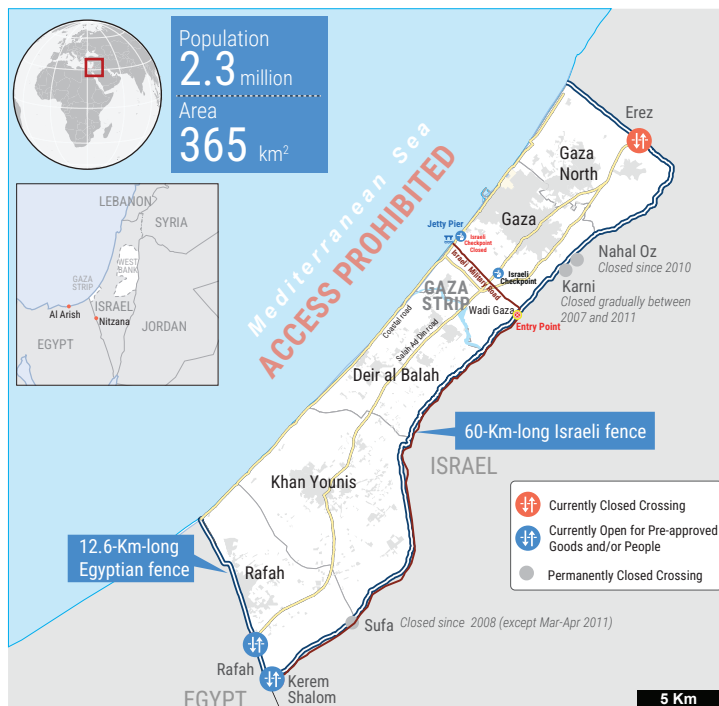 Population
2.3 million
Area
365 km²
LEBANON
SYRIA
WEST
BANK
GAZA
STRIP
ISRAEL
Al Arish
Nitzana
JORDAN
EGYPT
Mediterranean Sea
ACCESS PROHIBITED
Erez
Gaza
North
Gaza
Jetty Pier
Israeli
Checkpoint
Closed
Israeli Military Road
Israeli
Checkpoint
Nahal Oz
Closed since 2010
Karni
Closed gradually between
2007 and 2011
GAZA
STRIP
Wadi Gaza
Entry Point
Coastal road
Salah Ad Din road
Deir al Balah
60-Km-long Israeli fence
ISRAEL
Khan Younis
12.6-Km-long
Egyptian fence
Rafah
Currently Closed Crossing
Currently Open for Pre-approved
Goods and/or People
Permanently Closed Crossing
Sufa
Closed since 2008 (except Mar-Apr 2011)
Rafah
Kerem
Shalom
EGYPT
5 Km